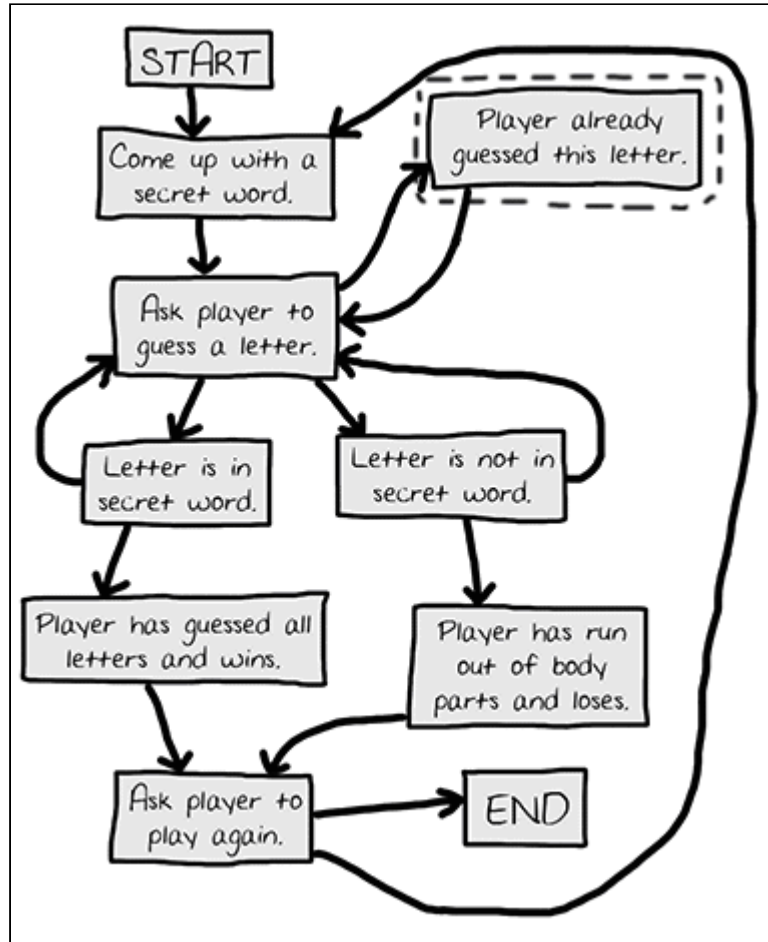 START
Come up with a
secret word.
Player already
guessed this letter.
Ask player to
guess a letter.
Letter is in
secret word.
Letter is not in
secret word.
Player has guessed all
letters and wins.
Player has run
out of body
parts and loses.
Ask player to
play again.
END